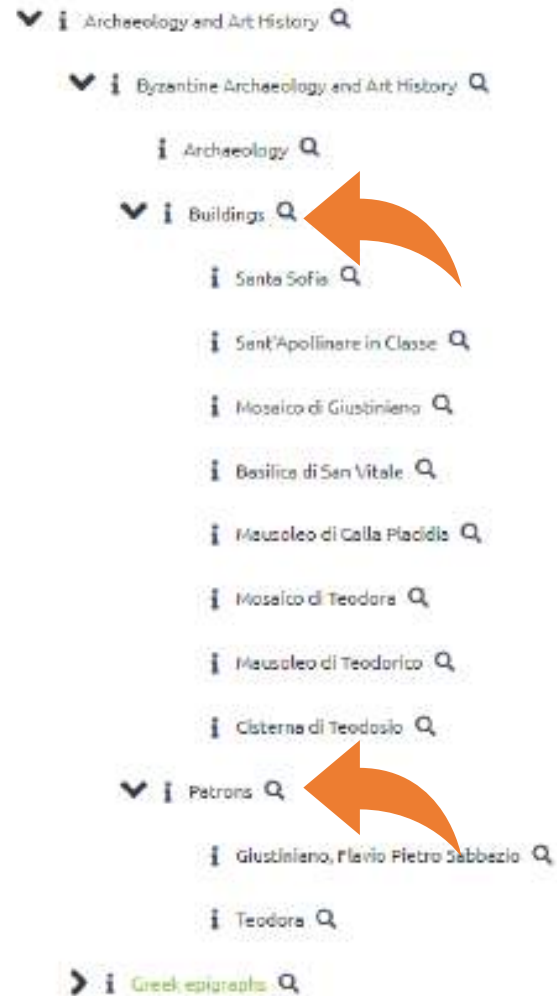 Archaeology and Art History
Byzantine Archaeology and Art History
Archaeology
Buildings
Santa Sofia
Sant'Apollinare in Classe
Mosaico di Giustiniano
Basilica di San Vitale
Mausoleo di Galla Placidia
Mosaico di Teodora
Mausoleo di Teodorico
Cisterna di Teodosio
Patrons
Giustiniano, Flavio Pietro Sabbazio
Teodora
Greek epigraphs